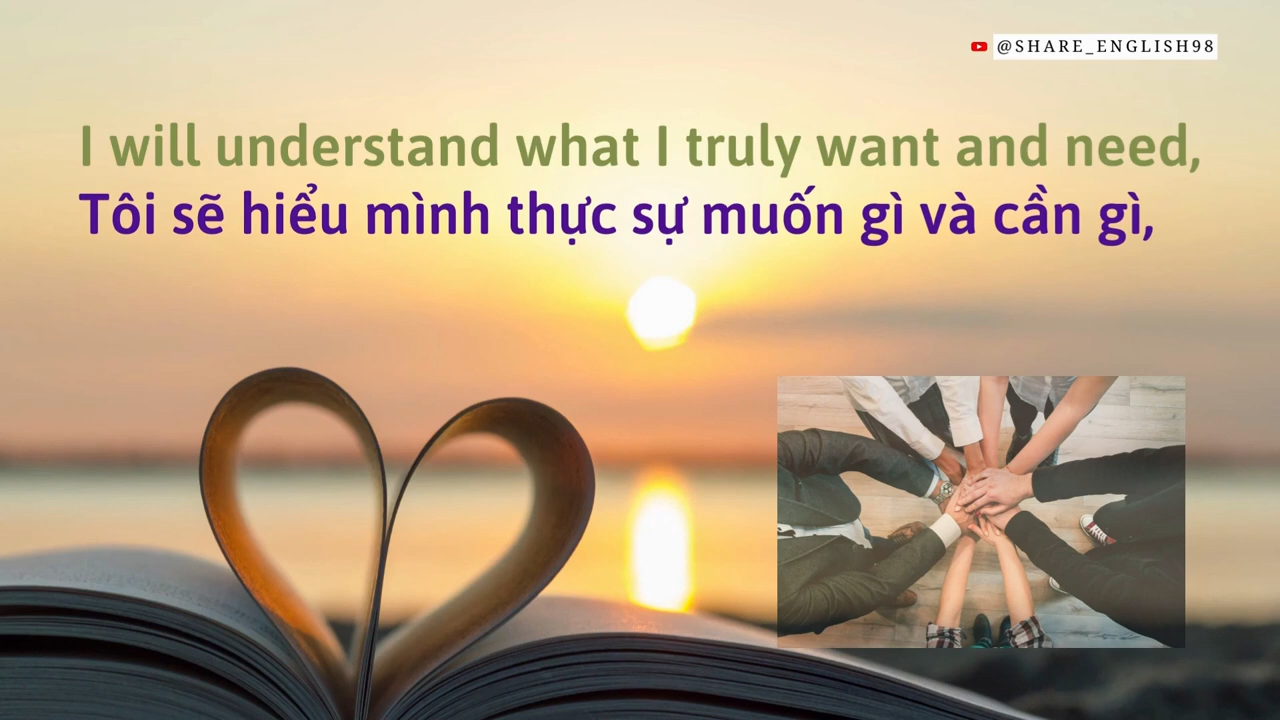 @SHARE_ENGLISH98
I will understand what I truly want and need,
Tôi sẽ hiểu mình thực sự muốn gì và cần gì,